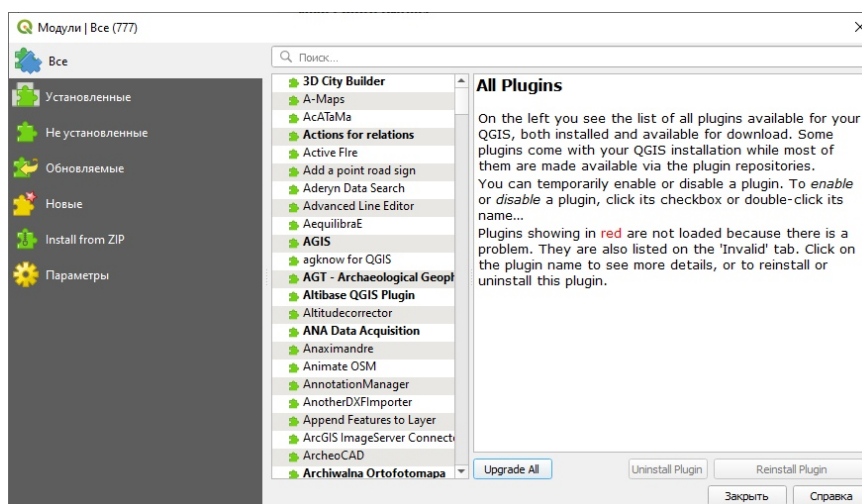 Модули | Все (777)
Все
Установленные
Не установленные
Обновляемые
Новые
Install from ZIP
Параметры
Поиск...
3D City Builder
A-Maps
AcATaMa
Actions for relations
Active FIre
Add a point road sign
Aderyn Data Search
Advanced Line Editor
AequilibraE
AGIS
agknow for QGIS
AGT - Archaeological Geoph
Altibase QGIS Plugin
Altitudecorrector
ANA Data Acquisition
Anaximandre
Animate OSM
AnnotationManager
AnotherDXFImporter
Append Features to Layer
ArcGIS ImageServer Connect
ArcheoCAD
Archiwalna Ortofotomapa
All Plugins
On the left you see the list of all plugins available for your
QGIS, both installed and available for download. Some
plugins come with your QGIS installation while most of
them are made available via the plugin repositories.
You can temporarily enable or disable a plugin. To enable
or disable a plugin, click its checkbox or double-click its
name...
Plugins showing in red are not loaded because there is a
problem. They are also listed on the 'Invalid' tab. Click on
the plugin name to see more details, or to reinstall or
uninstall this plugin.
Upgrade All
Uninstall Plugin
Reinstall Plugin
Закрыть
Справка